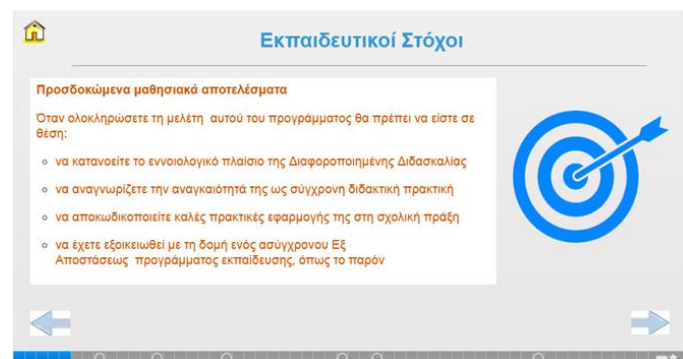 Εκπαιδευτικοί Στόχοι
Προσδοκώμενα μαθησιακά αποτελέσματα
Όταν ολοκληρώσετε τη μελέτη αυτού του προγράμματος θα πρέπει να είστε σε
θέση:
να κατανοείτε το εννοιολογικό πλαίσιο της Διαφοροποιημένης Διδασκαλίας
να αναγνωρίζετε την αναγκαιότητά της ως σύγχρονη διδακτική πρακτική
να αποκωδικοποιείτε καλές πρακτικές εφαρμογής της στη σχολική πράξη
να έχετε εξοικειωθεί με τη δομή ενός ασύγχρονου Εξ
Αποστάσεως προγράμματος εκπαίδευσης, όπως το παρόν